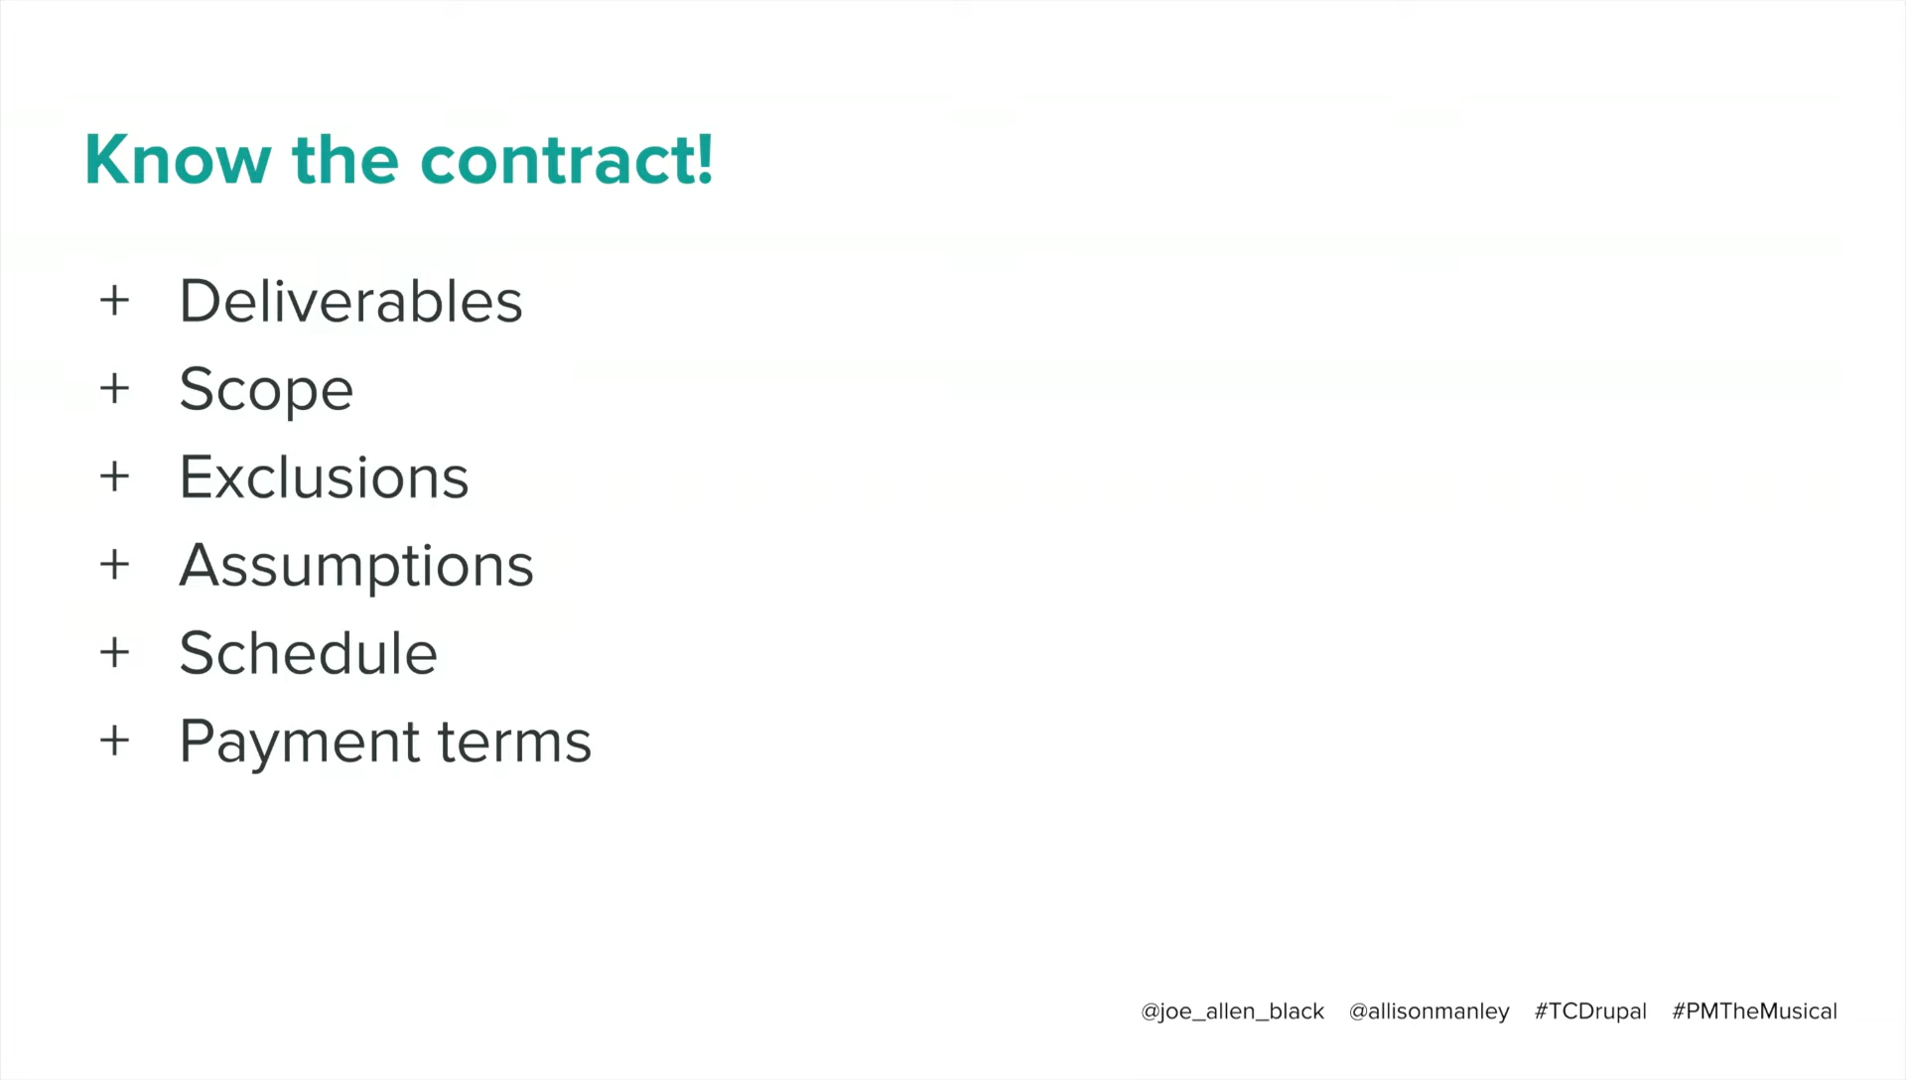 Know the contract!
+ Deliverables
+ Scope
+ Exclusions
+ Assumptions
+ Schedule
+ Payment terms
@joe_allen_black @allisonmanley #TCDrupal #PMTheMusical